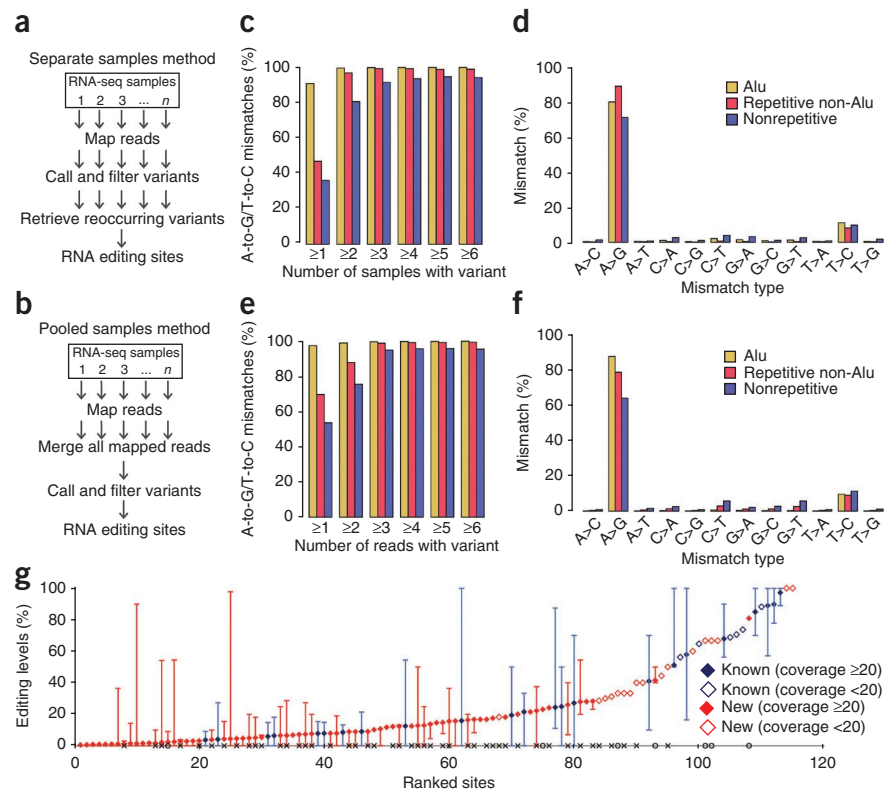 a
Separate samples method
RNA-seq samples
1 2 3 ... n
Map reads
Call and filter variants
Retrieve reoccurring variants
RNA editing sites
b
Pooled samples method
RNA-seq samples
1 2 3 ... n
Map reads
Merge all mapped reads
Call and filter variants
RNA editing sites
c
A-to-G/T-to-C mismatches (%)
100
80
60
40
20
0
≥1 ≥2 ≥3 ≥4 ≥5 ≥6
Number of samples with variant
d
Mismatch (%)
100
80
60
40
20
0
Alu
Repetitive non-Alu
Nonrepetitive
A>C A>G A>T C>A C>G C>T G>A G>C G>T T>A T>C T>G
Mismatch type
e
A-to-G/T-to-C mismatches (%)
100
80
60
40
20
0
≥1 ≥2 ≥3 ≥4 ≥5 ≥6
Number of reads with variant
f
Mismatch (%)
100
80
60
40
20
0
Alu
Repetitive non-Alu
Nonrepetitive
A>C A>G A>T C>A C>G C>T G>A G>C G>T T>A T>C T>G
Mismatch type
g
Editing levels (%)
100
80
60
40
20
0
Known (coverage ≥20)
Known (coverage <20)
New (coverage ≥20)
New (coverage <20)
0 20 40 60 80 100 120
Ranked sites